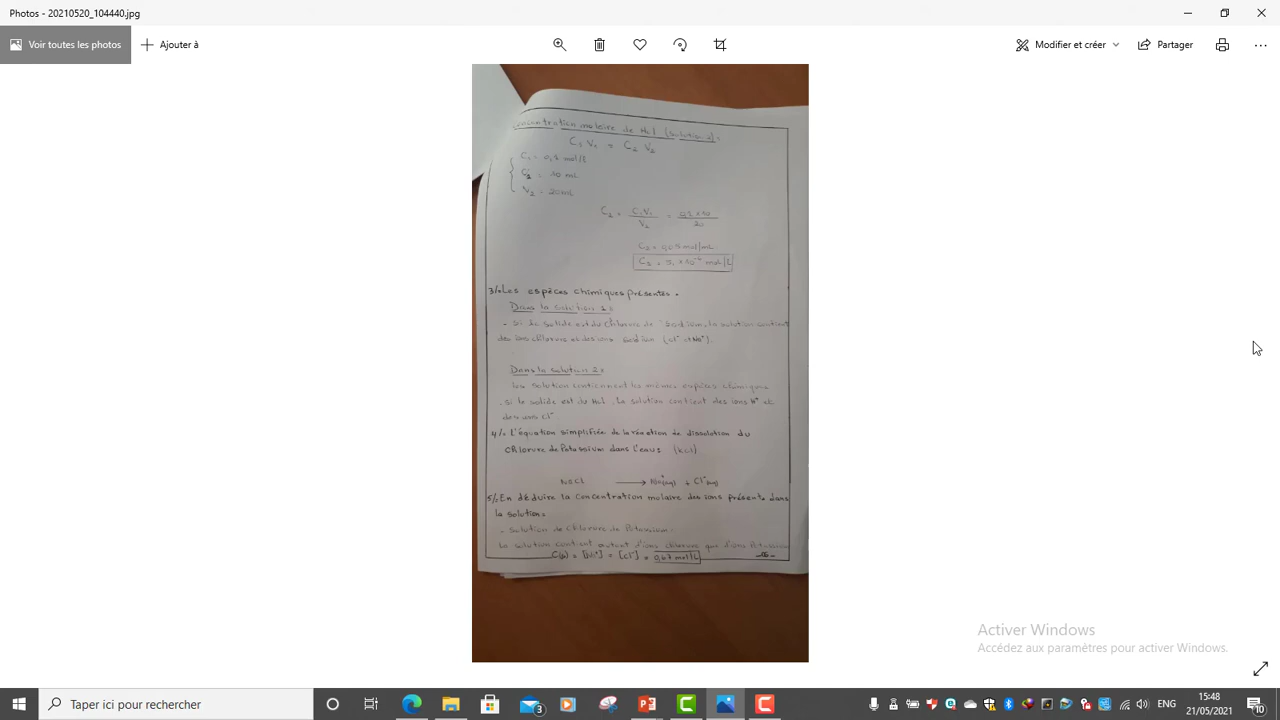 Photos - 20210520_104440.jpg
Voir toutes les photos
Ajouter à
Modifier et créer
Partager
concentration molaire de Hcl (solution 2):
C₁ V₁ = C₂ V₂
C₁ = 0,1 mol/L
= 10 mL
V₂ = 20 mL
C₂ = C₁V₁ / V₂ = 0,1 x 10 / 20
C₂ = 0,05 mol/mL
C₂ = 5 x 10⁻² mol/L
3/. Les espèces chimiques présentes.
Dans la solution 1:
- si le solide est du chlorure de sodium, la solution contient
des ions chlorure et des ions sodium (Cl⁻ et Na⁺).
Dans la solution 2:
les solution contiennent les mêmes espèces chimiques
- si le solide est du Hcl. La solution contient des ions H⁺ et
des ions Cl⁻
4/. L'équation simplifiée de la réaction de dissolution du
chlorure de Potassium dans l'eau: (kcl)
Nacl → Na⁺(aq) + Cl⁻(aq)
5/. En déduire la concentration molaire des ions présents dans
la solution:
- solution de chlorure de Potassium:
La solution contient autant d'ions chlorure que d'ions Potassium
= [Cl⁻] = 0,67 mol/L
Activer Windows
Accédez aux paramètres pour activer Windows.
Taper ici pour rechercher
3
ENG
15:48
21/05/2021
10